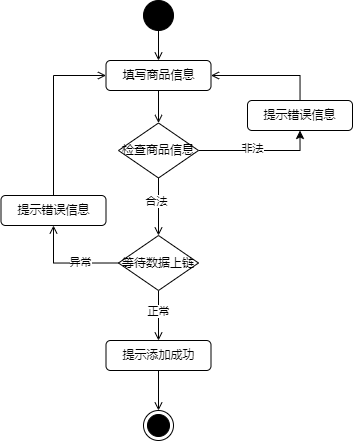 填写商品信息
提示错误信息
检查商品信息
非法
合法
提示错误信息
异常
等待数据上链
正常
提示添加成功